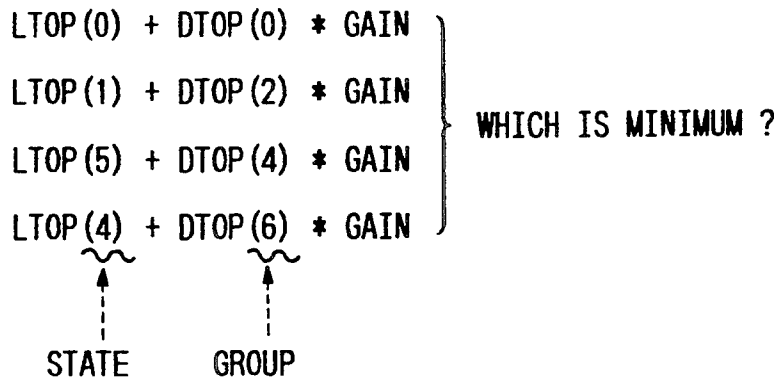 LTOP(0) + DTOP(0) * GAIN
LTOP(1) + DTOP(2) * GAIN
WHICH IS MINIMUM ?
LTOP(5) + DTOP(4) * GAIN
LTOP(4) + DTOP(6) * GAIN
STATE GROUP